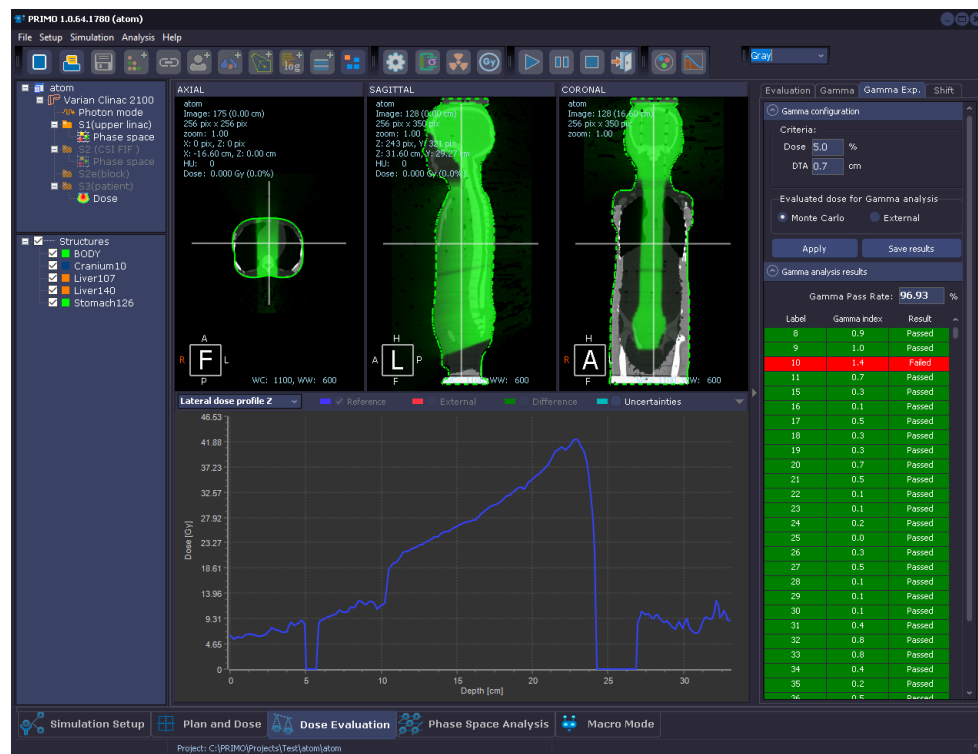 PRIMO 1.0.64.1780 (atom)
File Setup Simulation Analysis Help
log
Gy
Gray
atom
Varian Clinac 2100
Photon mode
S1(upper linac)
Phase space
S2 (CSI FIF )
Phase space
S2e(block)
S3(patient)
Dose
Structures
BODY
Cranium10
Liver107
Liver140
Stomach126
AXIAL
atom
Image: 175 (0.00 cm)
256 pix x 256 pix
zoom: 1.00
X: 0 pix, Z: 0 pix
X: -16.60 cm, Z: 0.00 cm
HU: 0
Dose: 0.000 Gy (0.0%)
A
R F L
P
WC: 1100, WW: 600
SAGITTAL
atom
Image: 128 (0.00 cm)
256 pix x 350 pix
zoom: 1.00
Z: 243 pix, Y: 321 pix
Z: 31.60 cm, Y: 29.27 cm
HU: 0
Dose: 0.000 Gy (0.0%)
H
A L P
F
WC: 1100, WW: 600
CORONAL
atom
Image: 128 (16.60 cm)
256 pix x 350 pix
zoom: 1.00
H
R A L
F
WC: 1100, WW: 600
Lateral dose profile Z
Reference External Difference Uncertainties
46.53
41.88
37.23
32.57
27.92
23.27
18.61
13.96
9.31
4.65
0
Dose [Gy]
0 5 10 15 20 25 30
Depth [cm]
Evaluation Gamma Gamma Exp. Shift
Gamma configuration
Criteria:
Dose 5.0 %
DTA 0.7 cm
Evaluated dose for Gamma analysis
Monte Carlo External
Apply Save results
Gamma analysis results
Gamma Pass Rate: 96.93 %
Label Gamma index Result
8 0.9 Passed
9 1.0 Passed
10 1.4 Failed
11 0.7 Passed
15 0.3 Passed
16 0.1 Passed
17 0.5 Passed
18 0.3 Passed
19 0.3 Passed
20 0.7 Passed
21 0.5 Passed
22 0.1 Passed
23 0.1 Passed
24 0.2 Passed
25 0.0 Passed
26 0.3 Passed
27 0.5 Passed
28 0.1 Passed
29 0.1 Passed
30 0.1 Passed
31 0.4 Passed
32 0.8 Passed
33 0.8 Passed
34 0.4 Passed
35 0.2 Passed
36 0.5 Passed
Simulation Setup Plan and Dose Dose Evaluation Phase Space Analysis Macro Mode
Project: C:\PRIMO\Projects\Test\atom\atom